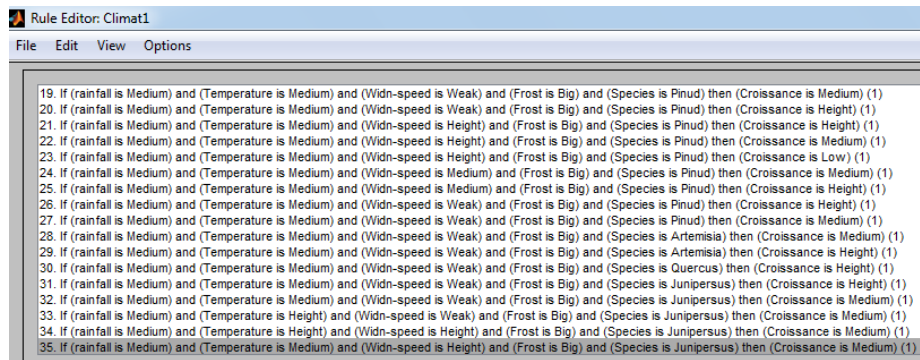 Rule Editor: Climat1
File Edit View Options
19. If (rainfall is Medium) and (Temperature is Medium) and (Widn-speed is Weak) and (Frost is Big) and (Species is Pinud) then (Croissance is Medium) (1)
20. If (rainfall is Medium) and (Temperature is Medium) and (Widn-speed is Weak) and (Frost is Big) and (Species is Pinud) then (Croissance is Height) (1)
21. If (rainfall is Medium) and (Temperature is Medium) and (Widn-speed is Height) and (Frost is Big) and (Species is Pinud) then (Croissance is Height) (1)
22. If (rainfall is Medium) and (Temperature is Medium) and (Widn-speed is Height) and (Frost is Big) and (Species is Pinud) then (Croissance is Medium) (1)
23. If (rainfall is Medium) and (Temperature is Medium) and (Widn-speed is Height) and (Frost is Big) and (Species is Pinud) then (Croissance is Low) (1)
24. If (rainfall is Medium) and (Temperature is Medium) and (Widn-speed is Medium) and (Frost is Big) and (Species is Pinud) then (Croissance is Medium) (1)
25. If (rainfall is Medium) and (Temperature is Medium) and (Widn-speed is Medium) and (Frost is Big) and (Species is Pinud) then (Croissance is Height) (1)
26. If (rainfall is Medium) and (Temperature is Medium) and (Widn-speed is Weak) and (Frost is Big) and (Species is Pinud) then (Croissance is Height) (1)
27. If (rainfall is Medium) and (Temperature is Medium) and (Widn-speed is Weak) and (Frost is Big) and (Species is Pinud) then (Croissance is Medium) (1)
28. If (rainfall is Medium) and (Temperature is Medium) and (Widn-speed is Weak) and (Frost is Big) and (Species is Artemisia) then (Croissance is Medium) (1)
29. If (rainfall is Medium) and (Temperature is Medium) and (Widn-speed is Weak) and (Frost is Big) and (Species is Artemisia) then (Croissance is Height) (1)
30. If (rainfall is Medium) and (Temperature is Medium) and (Widn-speed is Weak) and (Frost is Big) and (Species is Quercus) then (Croissance is Height) (1)
31. If (rainfall is Medium) and (Temperature is Medium) and (Widn-speed is Weak) and (Frost is Big) and (Species is Junipersus) then (Croissance is Height) (1)
32. If (rainfall is Medium) and (Temperature is Medium) and (Widn-speed is Weak) and (Frost is Big) and (Species is Junipersus) then (Croissance is Medium) (1)
33. If (rainfall is Medium) and (Temperature is Height) and (Widn-speed is Weak) and (Frost is Big) and (Species is Junipersus) then (Croissance is Medium) (1)
34. If (rainfall is Medium) and (Temperature is Height) and (Widn-speed is Height) and (Frost is Big) and (Species is Junipersus) then (Croissance is Medium) (1)
35. If (rainfall is Medium) and (Temperature is Medium) and (Widn-speed is Height) and (Frost is Big) and (Species is Junipersus) then (Croissance is Medium) (1)